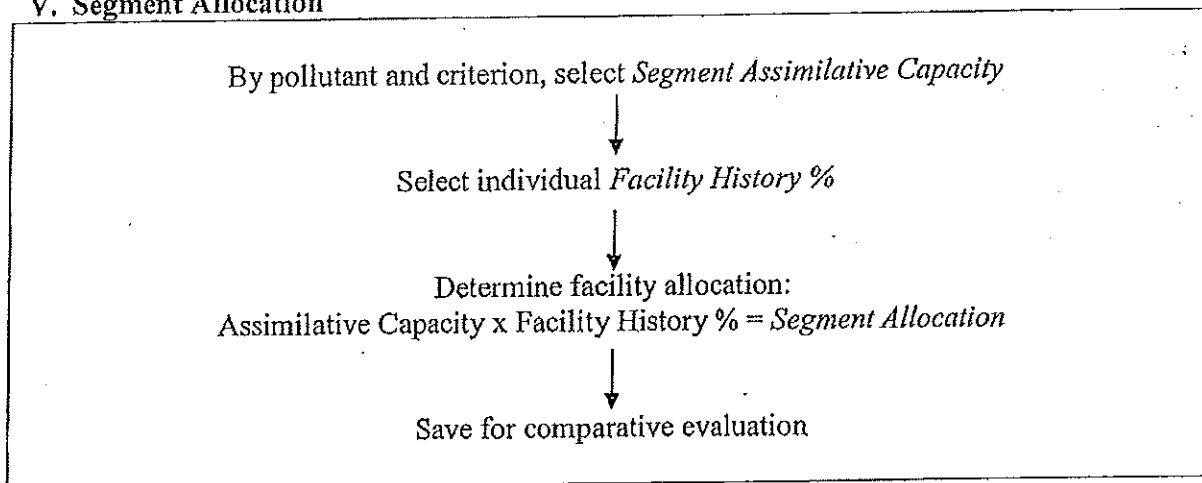 V. Segment Allocation
By pollutant and criterion, select Segment Assimilative Capacity
Select individual Facility History %
Determine facility allocation:
Assimilative Capacity x Facility History % = Segment Allocation
Save for comparative evaluation